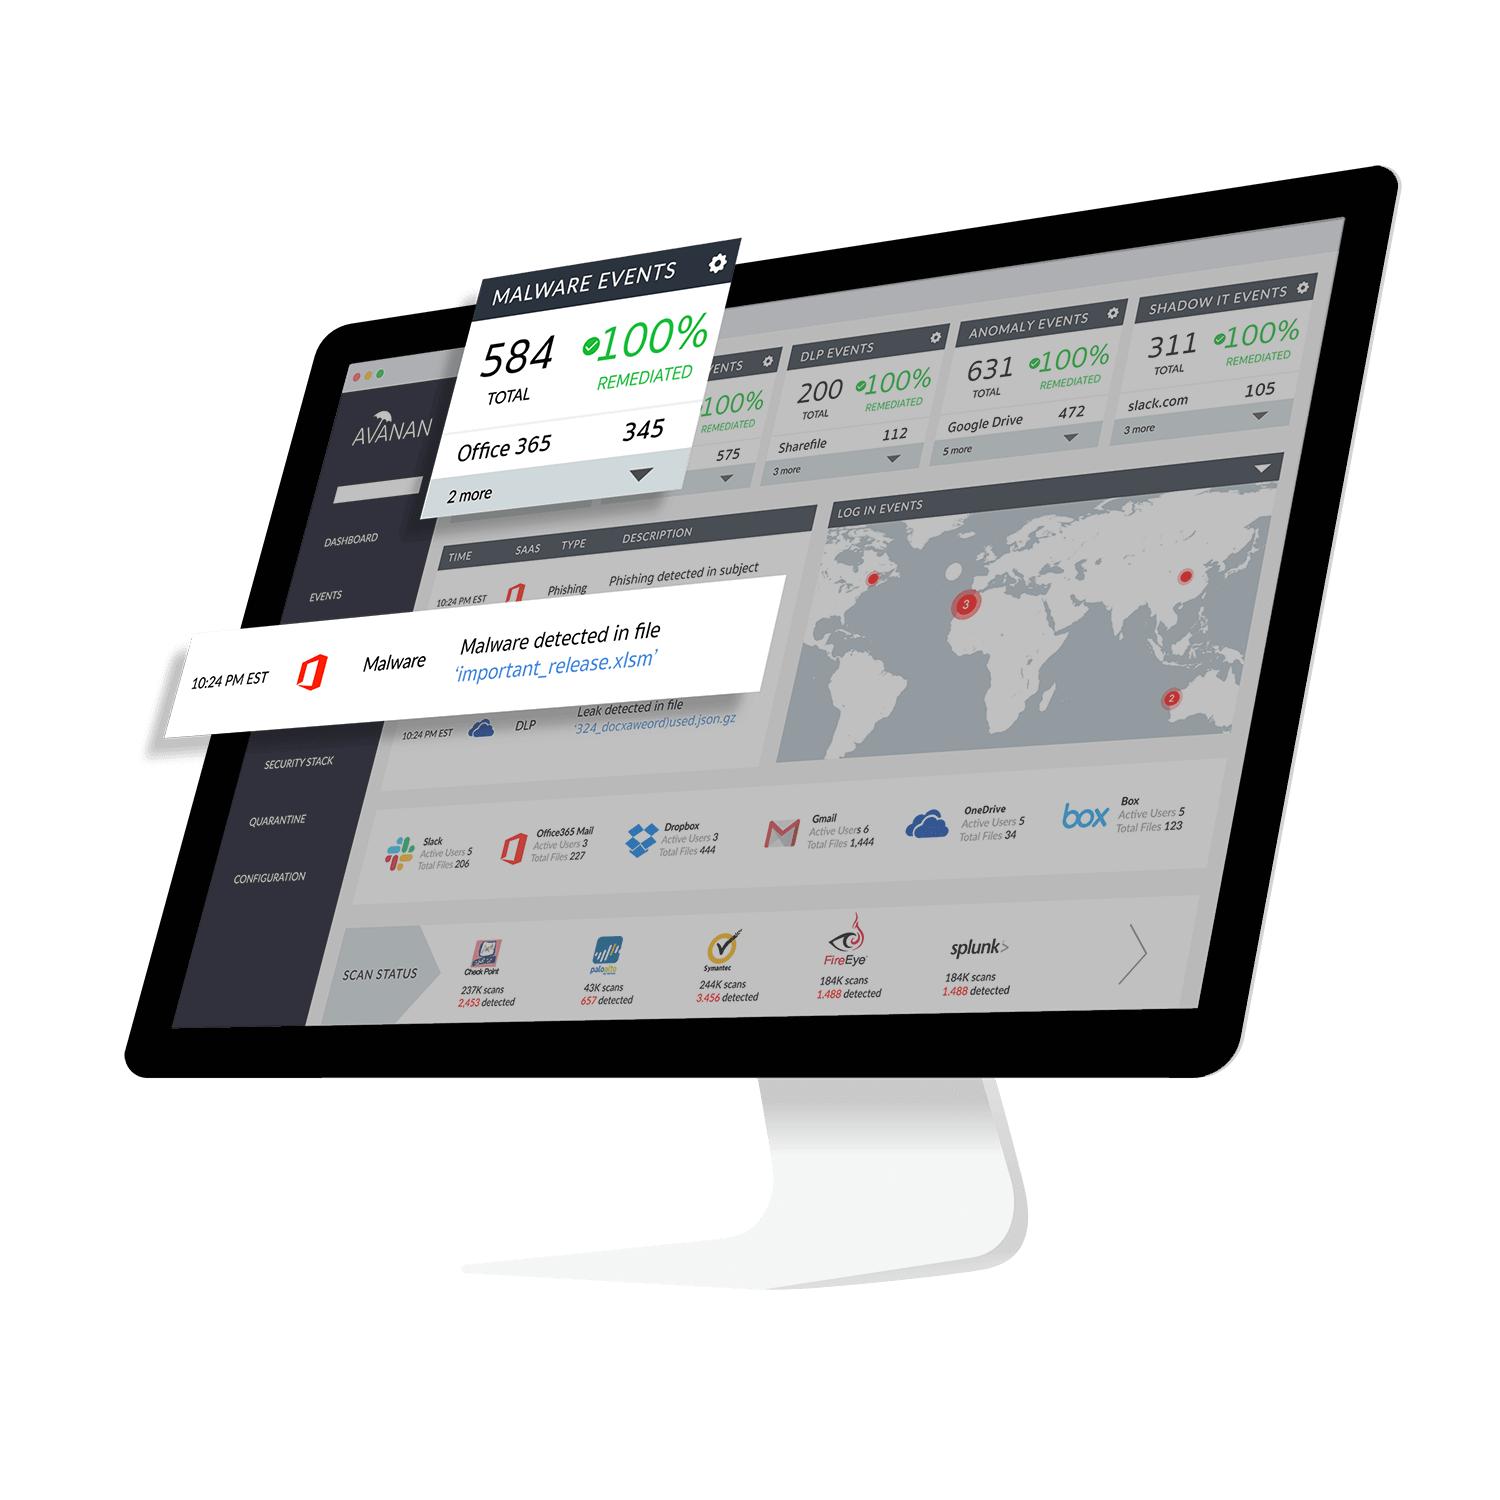 MALWARE EVENTS
584
TOTAL
100%
REMEDIATED
Office 365 345
2 more
ENTS
100%
REMEDIATED
575
DLP EVENTS
200
TOTAL
100%
REMEDIATED
Sharefile 112
3 more
ANOMALY EVENTS
631
TOTAL
100%
REMEDIATED
Google Drive 472
5 more
SHADOW IT EVENTS
311
TOTAL
100%
REMEDIATED
slack.com 105
3 more
AVANAN
DASHBOARD
EVENTS
SECURITY STACK
QUARANTINE
CONFIGURATION
TIME SAAS TYPE DESCRIPTION
10:24 PM EST Phishing Phishing detected in subject
10:24 PM EST Malware Malware detected in file
'important_release.xlsm'
10:24 PM EST DLP Leak detected in file
'324_docxaweord)used.json.gz
LOG IN EVENTS
3
2
Slack
Active Users 5
Total Files 206
Office365 Mail
Active Users 3
Total Files 227
Dropbox
Active Users 3
Total Files 444
Gmail
Active Users 6
Total Files 1,444
OneDrive
Active Users 5
Total Files 34
box
Box
Active Users 5
Total Files 123
SCAN STATUS
Check Point
237K scans
2,453 detected
paloalto
43K scans
657 detected
Symantec
244K scans
3.456 detected
FireEye
184K scans
1.488 detected
splunk>
184K scans
1.488 detected